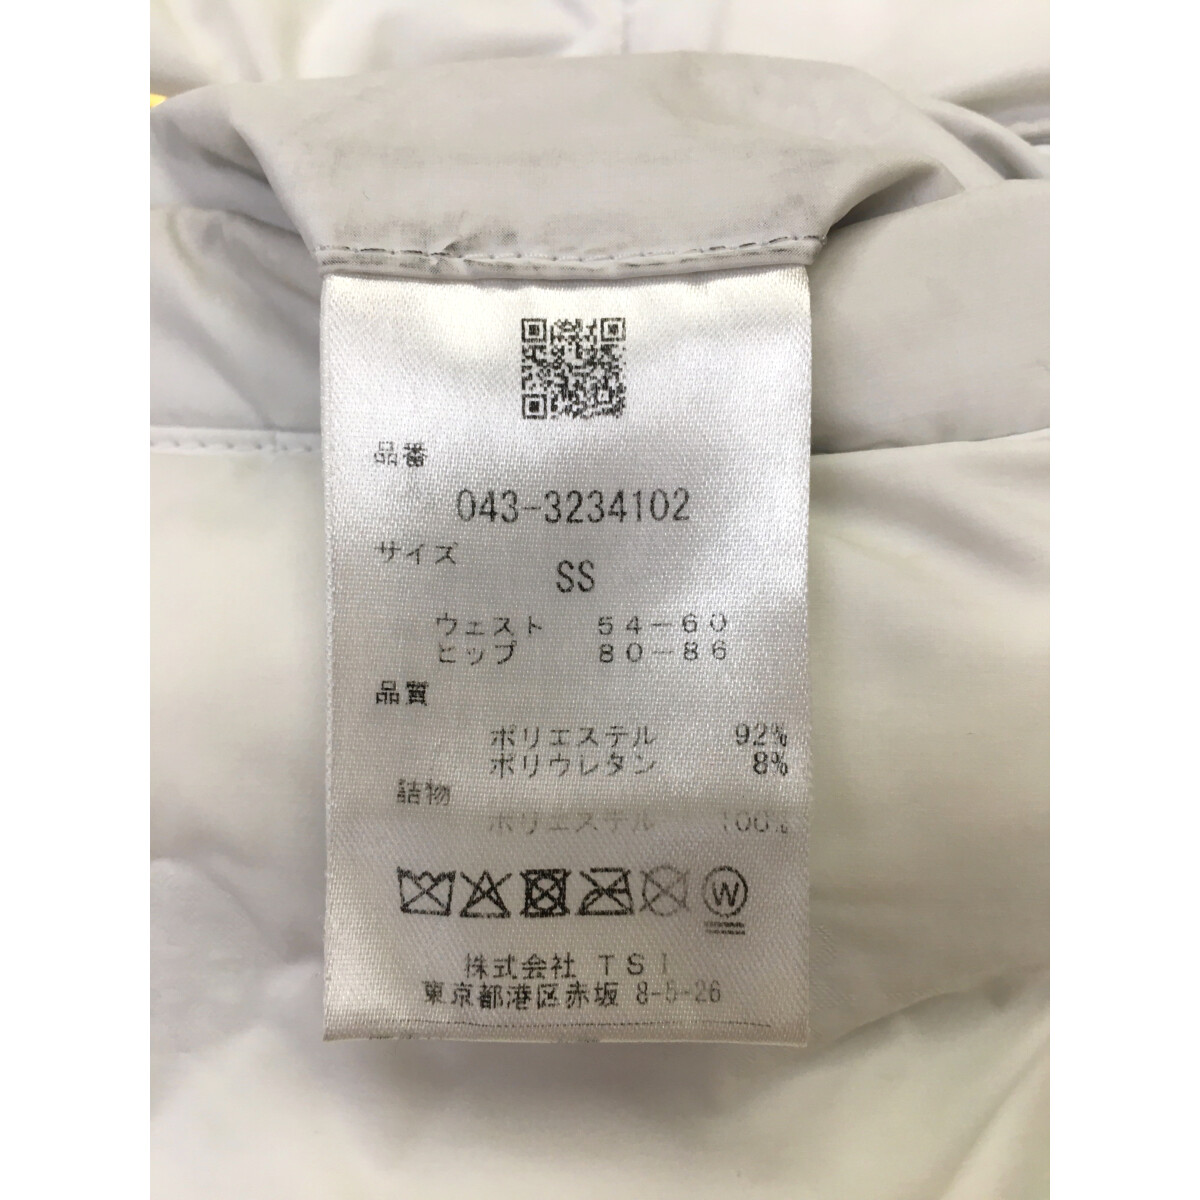 品番
043-3234102
サイズ
SS
ウェスト 54-60
ヒップ 80-86
品質
ポリエステル 92%
ポリウレタン 8%
詰物
ポリエステル 100%
W
株式会社 TSI
東京都港区赤坂 8-5-26